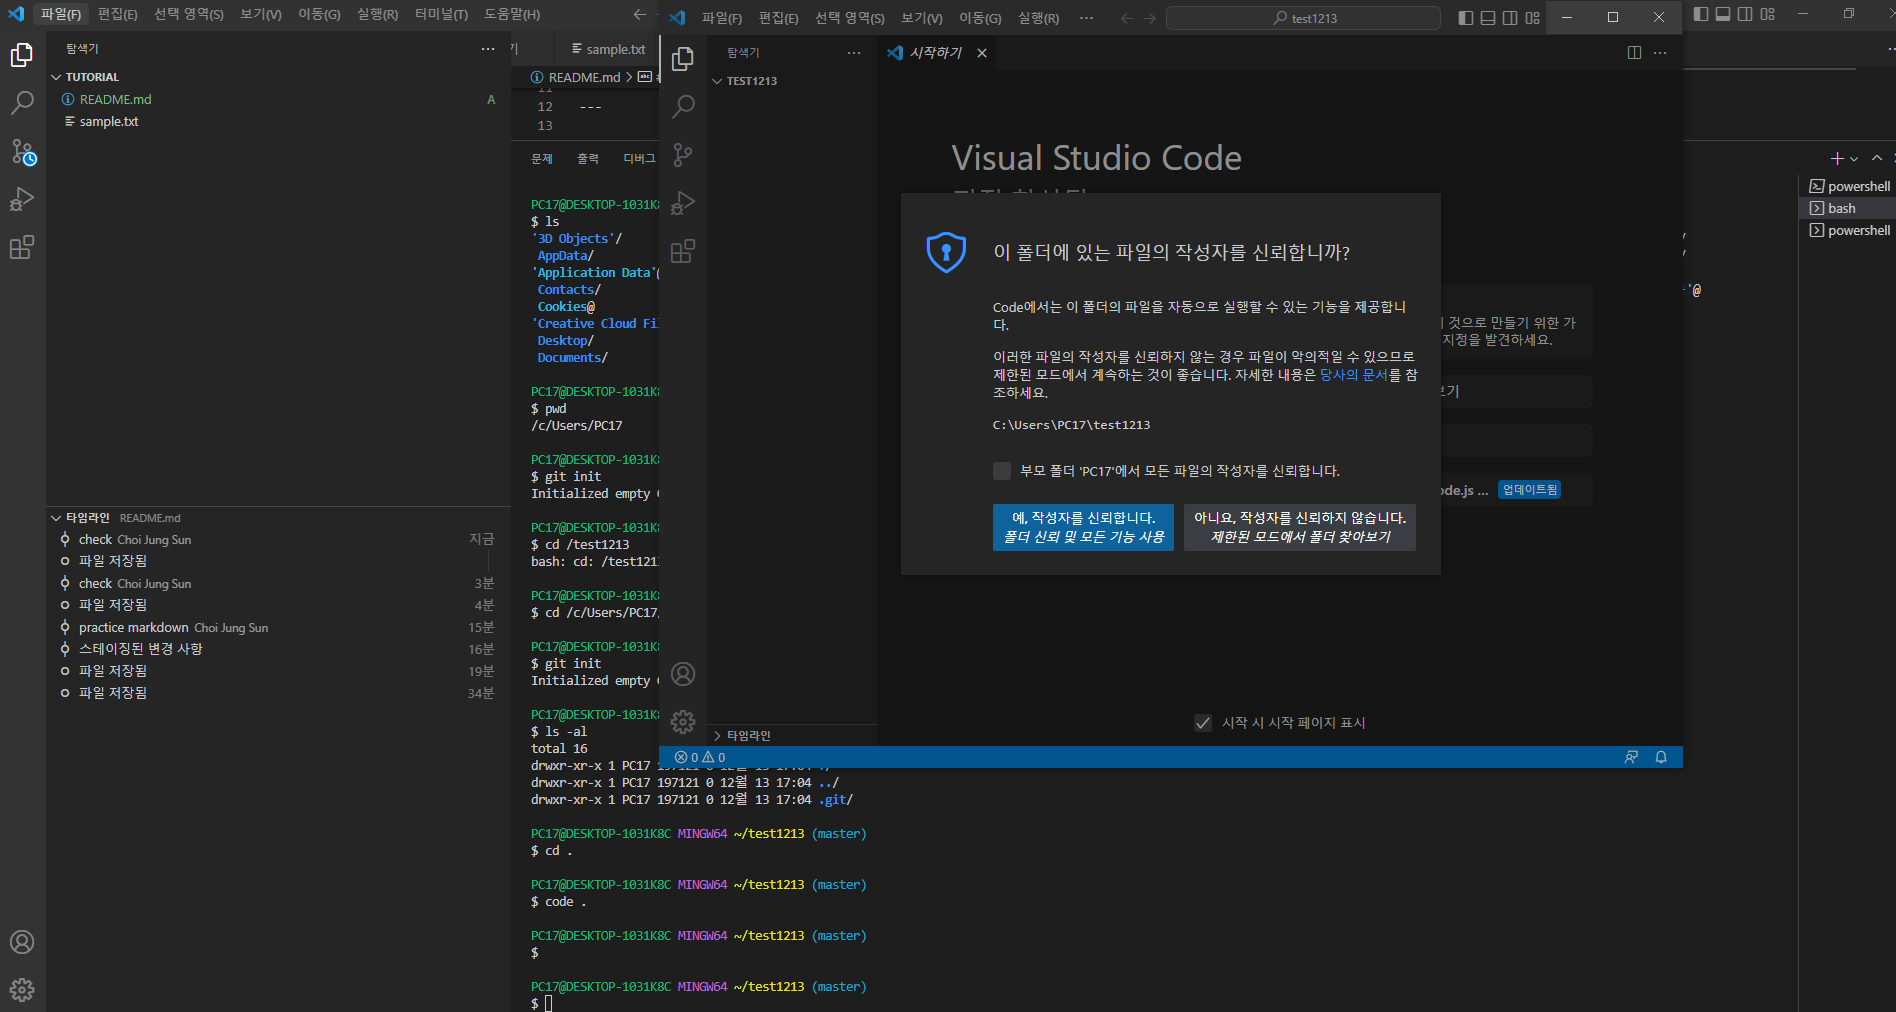 파일(F) 편집(E) 선택 영역(S) 보기(V) 이동(G) 실행(R) 터미널(T) 도움말(H)
탐색기
TUTORIAL
README.md A
sample.txt
타임라인 README.md
check Choi Jung Sun 지금
파일 저장됨
check Choi Jung Sun 3분
파일 저장됨 4분
practice markdown Choi Jung Sun 15분
스테이징된 변경 사항 16분
파일 저장됨 19분
파일 저장됨 34분
sample.txt
README.md
12 ---
13
문제 출력 디버그
PC17@DESKTOP-1031K8
$ ls
'3D Objects'/
AppData/
'Application Data'@
Contacts/
Cookies@
'Creative Cloud Fil
Desktop/
Documents/
PC17@DESKTOP-1031K8
$ pwd
/c/Users/PC17
PC17@DESKTOP-1031K8
$ git init
Initialized empty
PC17@DESKTOP-1031K8
$ cd /test1213
bash: cd: /test121
PC17@DESKTOP-1031K8
$ cd /c/Users/PC17
PC17@DESKTOP-1031K8
$ git init
Initialized empty
PC17@DESKTOP-1031K8
$ ls -al
total 16
drwxr-xr-x 1 PC17 197121 0 12월 13 17:04 ./
drwxr-xr-x 1 PC17 197121 0 12월 13 17:04 ../
drwxr-xr-x 1 PC17 197121 0 12월 13 17:04 .git/
PC17@DESKTOP-1031K8C MINGW64 ~/test1213 (master)
$ cd .
PC17@DESKTOP-1031K8C MINGW64 ~/test1213 (master)
$ code .
PC17@DESKTOP-1031K8C MINGW64 ~/test1213 (master)
$
PC17@DESKTOP-1031K8C MINGW64 ~/test1213 (master)
$
파일(F) 편집(E) 선택 영역(S) 보기(V) 이동(G) 실행(R) ··· test1213
탐색기
시작하기
TEST1213
Visual Studio Code
이 폴더에 있는 파일의 작성자를 신뢰합니까?
Code에서는 이 폴더의 파일을 자동으로 실행할 수 있는 기능을 제공합니
다.
이러한 파일의 작성자를 신뢰하지 않는 경우 파일이 악의적일 수 있으므로
제한된 모드에서 계속하는 것이 좋습니다. 자세한 내용은 당사의 문서를 참
조하세요.
C:\Users\PC17\test1213
부모 폴더 'PC17'에서 모든 파일의 작성자를 신뢰합니다.
예, 작성자를 신뢰합니다.
폴더 신뢰 및 모든 기능 사용
아니요, 작성자를 신뢰하지 않습니다.
제한된 모드에서 폴더 찾아보기
것으로 만들기 위한 가
지정을 발견하세요.
보기
ode.js ... 업데이트됨
시작 시 시작 페이지 표시
타임라인
0 0
powershell
bash
powershell
'@